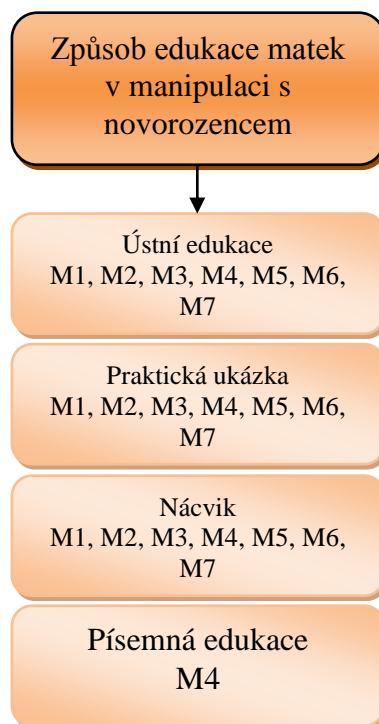 Způsob edukace matek
v manipulaci s
novorozencem
Ústní edukace
M1, M2, M3, M4, M5, M6,
M7
Praktická ukázka
M1, M2, M3, M4, M5, M6,
M7
Nácvik
M1, M2, M3, M4, M5, M6,
M7
Písemná edukace
M4